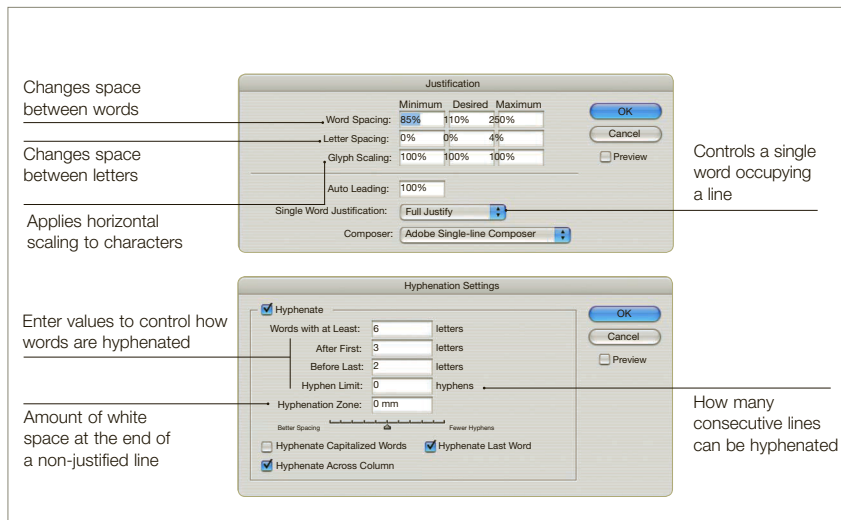 Changes space
between words
Changes space
between letters
Applies horizontal
scaling to characters
Justification
Minimum Desired Maximum
Word Spacing: 85% 110% 250%
Letter Spacing: 0% 0% 4%
Glyph Scaling: 100% 100% 100%
Auto Leading: 100%
Single Word Justification: Full Justify
Composer: Adobe Single-line Composer
OK
Cancel
Preview
Controls a single
word occupying
a line
Enter values to control how
words are hyphenated
Amount of white
space at the end of
a non-justified line
Hyphenation Settings
Hyphenate
Words with at Least: 6 letters
After First: 3 letters
Before Last: 2 letters
Hyphen Limit: 0 hyphens
Hyphenation Zone: 0 mm
Better Spacing Fewer Hyphens
Hyphenate Capitalized Words Hyphenate Last Word
Hyphenate Across Column
OK
Cancel
Preview
How many
consecutive lines
can be hyphenated